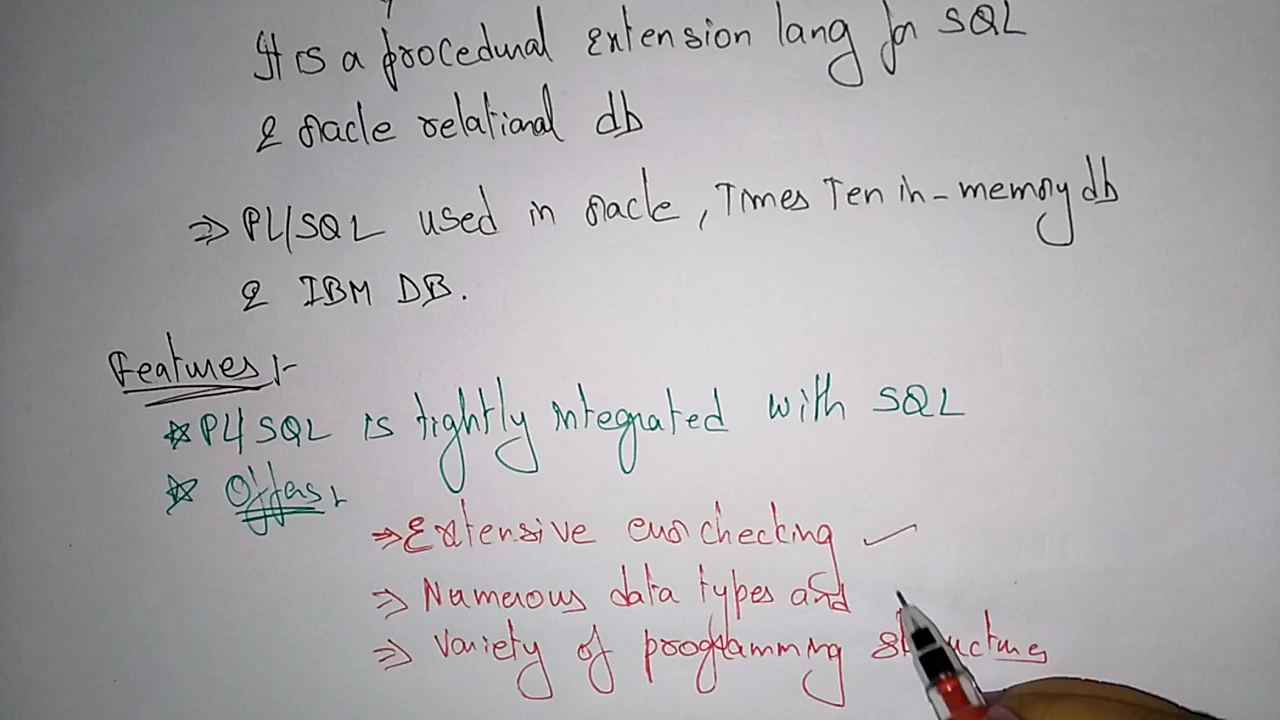 It is a procedural extension lang for SQL
& oracle relational db
⇒ PL/SQL used in oracle, Times Ten in-memory db
& IBM DB.
Features :-
* PL/SQL is tightly integrated with SQL
* Offers,
⇒ Extensive error checking ✓
⇒ Numerous data types and
⇒ Variety of programming structures